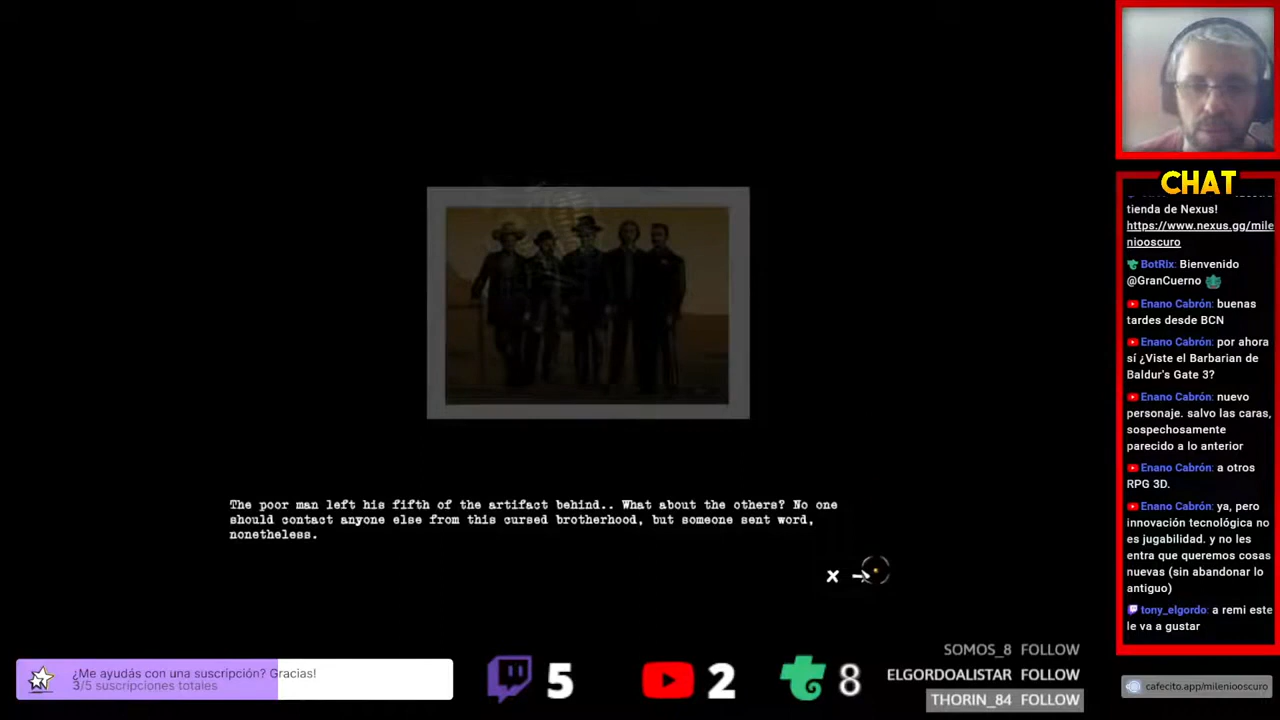 The poor man left his fifth of the artifact behind.. What about the others? No one
should contact anyone else from this cursed brotherhood, but someone sent word,
nonetheless.
x →
CHAT
tienda de Nexus!
https://www.nexus.gg/mile
niooscuro
BotRix: Bienvenido
@GranCuerno
Enano Cabrón: buenas
tardes desde BCN
Enano Cabrón: por ahora
sí ¿Viste el Barbarian de
Baldur's Gate 3?
Enano Cabrón: nuevo
personaje. salvo las caras,
sospechosamente
parecido a lo anterior
Enano Cabrón: a otros
RPG 3D.
Enano Cabrón: ya, pero
innovación tecnológica no
es jugabilidad. y no les
entra que queremos cosas
nuevas (sin abandonar lo
antiguo)
tony_elgordo: a remi este
le va a gustar
¿Me ayudás con una suscripción? Gracias!
3/5 suscripciones totales
5
2
8
SOMOS_8 FOLLOW
ELGORDOALISTAR FOLLOW
THORIN_84 FOLLOW
cafecito.app/mileniooscuro